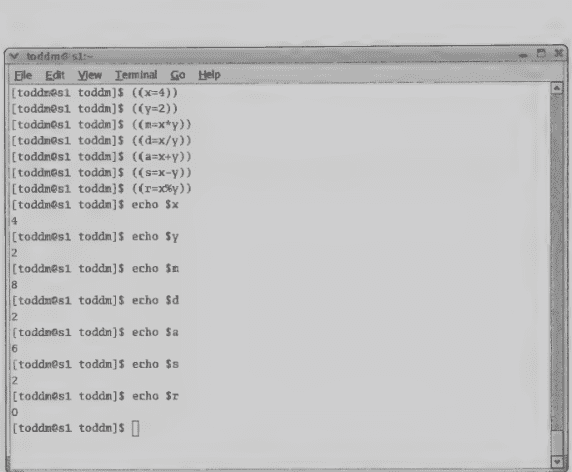 toddm@s1:~
File Edit View Terminal Go Help
[toddm@s1 toddm]$ ((x=4))
[toddm@s1 toddm]$ ((y=2))
[toddm@s1 toddm]$ ((m=x*y))
[toddm@s1 toddm]$ ((d=x/y))
[toddm@s1 toddm]$ ((a=x+y))
[toddm@s1 toddm]$ ((s=x-y))
[toddm@s1 toddm]$ ((r=x%y))
[toddm@s1 toddm]$ echo $x
4
[toddm@s1 toddm]$ echo $y
2
[toddm@s1 toddm]$ echo $m
8
[toddm@s1 toddm]$ echo $d
2
[toddm@s1 toddm]$ echo $a
6
[toddm@s1 toddm]$ echo $s
2
[toddm@s1 toddm]$ echo $r
0
[toddm@s1 toddm]$